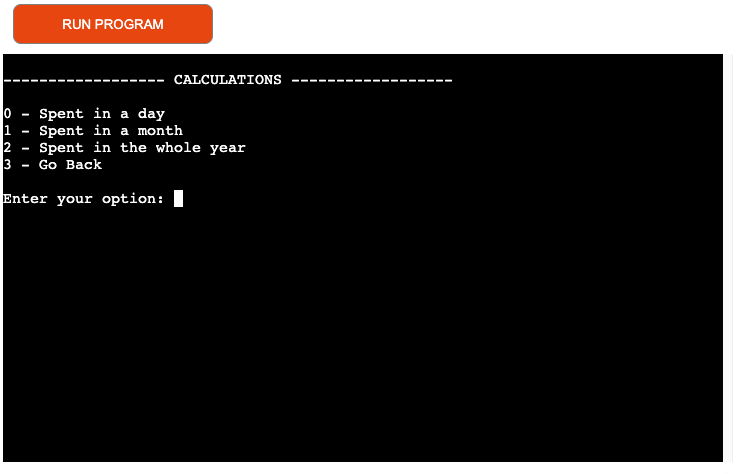 RUN PROGRAM
------------------ CALCULATIONS ------------------
0 - Spent in a day
1 - Spent in a month
2 - Spent in the whole year
3 - Go Back
Enter your option: